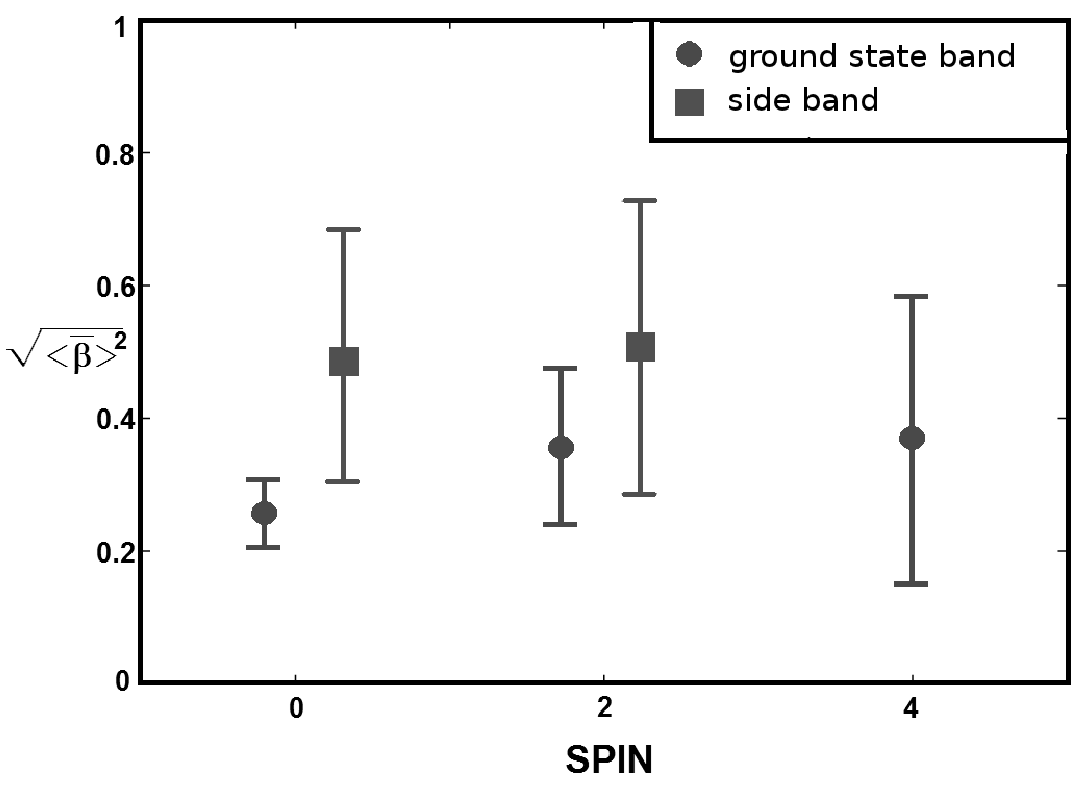 1
ground state band
side band
0.8
0.6
√<β̅>²
0.4
0.2
0
0 2 4
SPIN